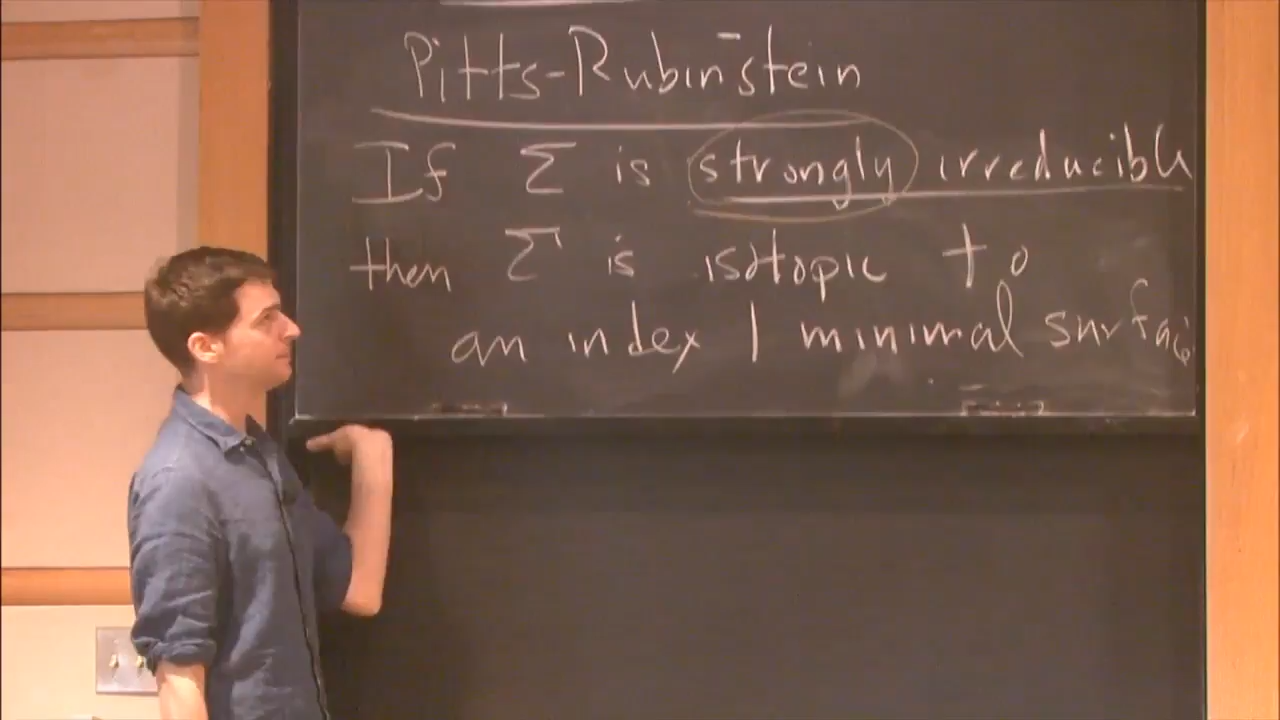 Pitts-Rubinstein
If Σ is strongly irreducible
then Σ is isotopic to
an index 1 minimal surface